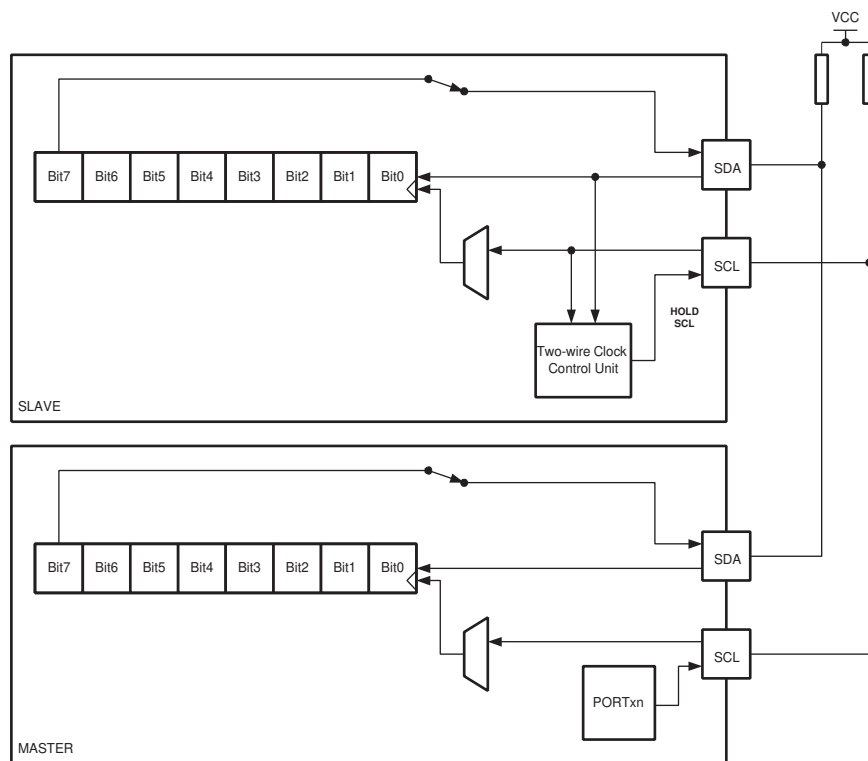 VCC
Bit7 Bit6 Bit5 Bit4 Bit3 Bit2 Bit1 Bit0
SDA
SCL
HOLD
SCL
Two-wire Clock
Control Unit
SLAVE
Bit7 Bit6 Bit5 Bit4 Bit3 Bit2 Bit1 Bit0
SDA
SCL
PORTxn
MASTER